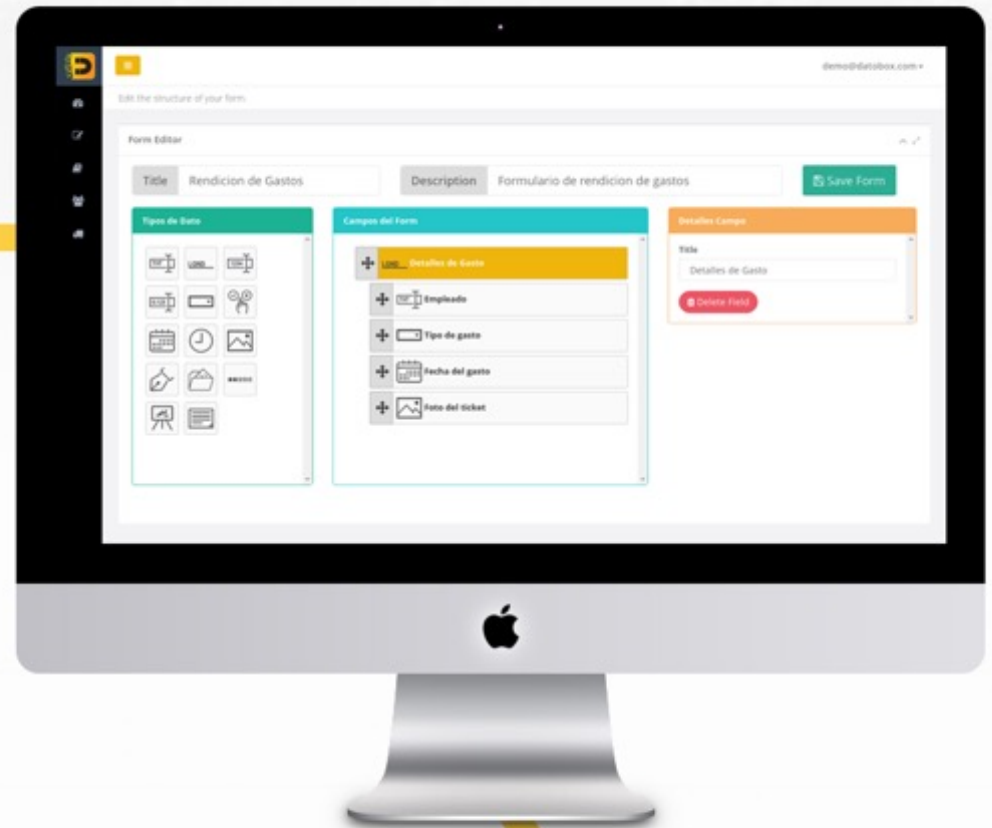 demo@datobox.com
Edit the structure of your form.
Form Editor
Title Rendicion de Gastos
Description Formulario de rendicion de gastos
Save Form
Tipos de Dato
Campos del Form
Detalles de Gasto
Empleado
Tipo de gasto
Fecha del gasto
Foto del ticket
Detalles Campo
Title
Detalles de Gasto
Delete Field